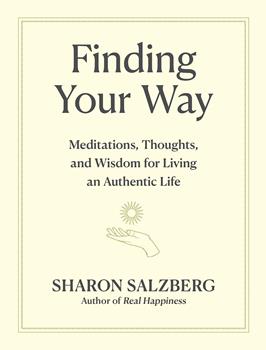 Finding
Your Way
Meditations, Thoughts,
and Wisdom for Living
an Authentic Life
SHARON SALZBERG
Author of Real Happiness